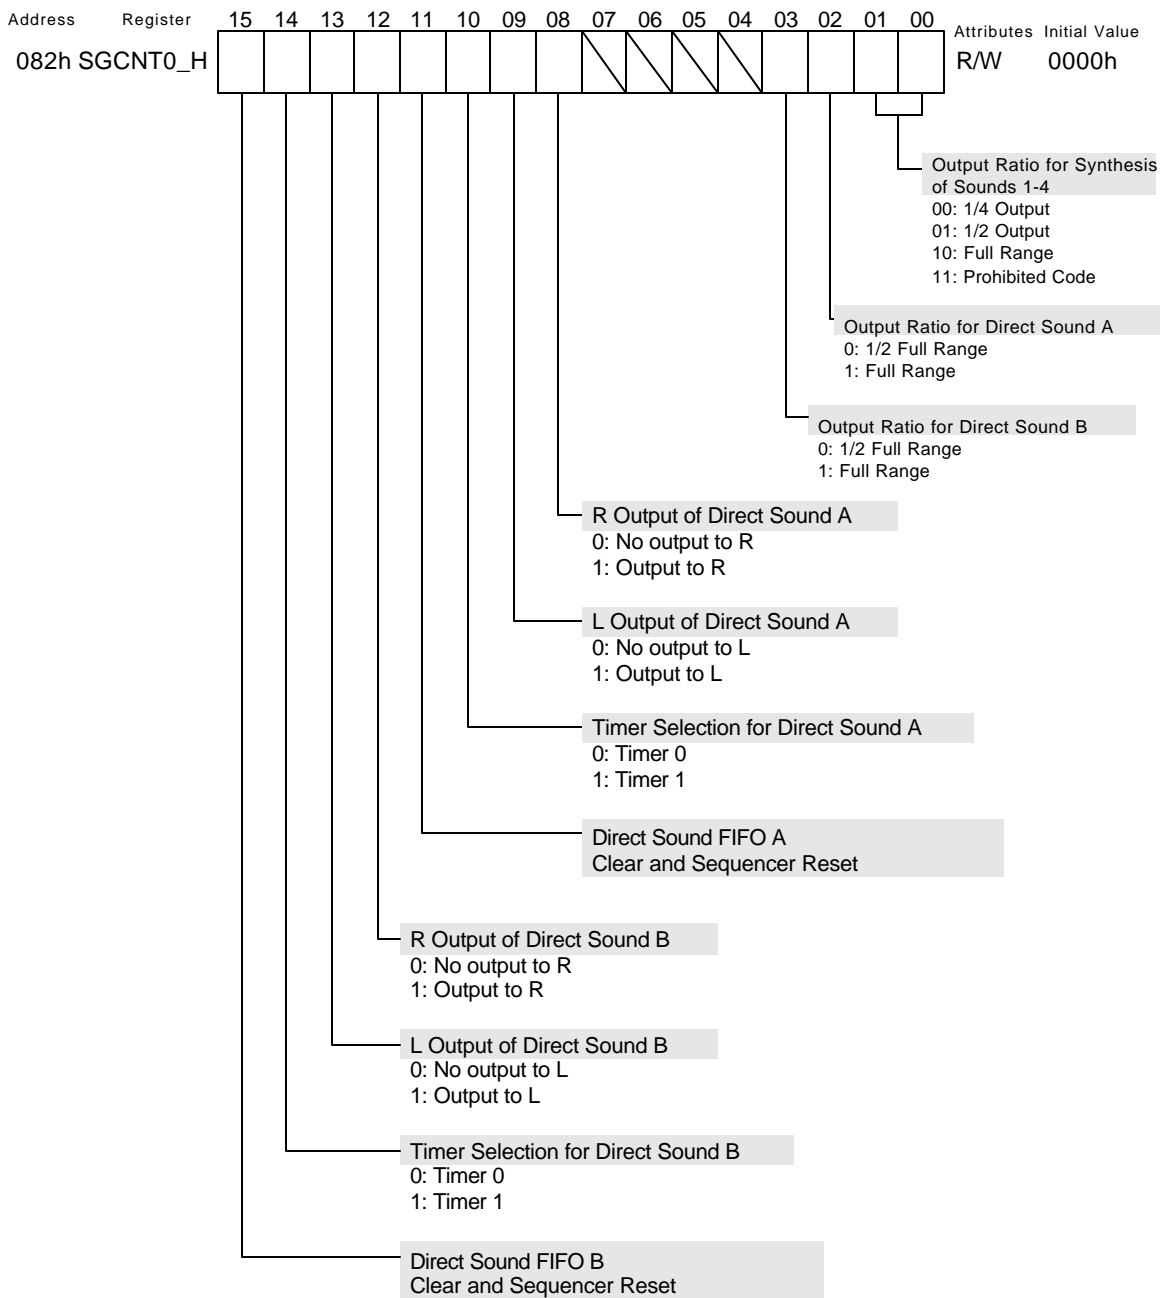 Address Register 15 14 13 12 11 10 09 08 07 06 05 04 03 02 01 00 Attributes Initial Value
082h SGCNT0_H R/W 0000h
Output Ratio for Synthesis
of Sounds 1-4
00: 1/4 Output
01: 1/2 Output
10: Full Range
11: Prohibited Code
Output Ratio for Direct Sound A
0: 1/2 Full Range
1: Full Range
Output Ratio for Direct Sound B
0: 1/2 Full Range
1: Full Range
R Output of Direct Sound A
0: No output to R
1: Output to R
L Output of Direct Sound A
0: No output to L
1: Output to L
Timer Selection for Direct Sound A
0: Timer 0
1: Timer 1
Direct Sound FIFO A
Clear and Sequencer Reset
R Output of Direct Sound B
0: No output to R
1: Output to R
L Output of Direct Sound B
0: No output to L
1: Output to L
Timer Selection for Direct Sound B
0: Timer 0
1: Timer 1
Direct Sound FIFO B
Clear and Sequencer Reset